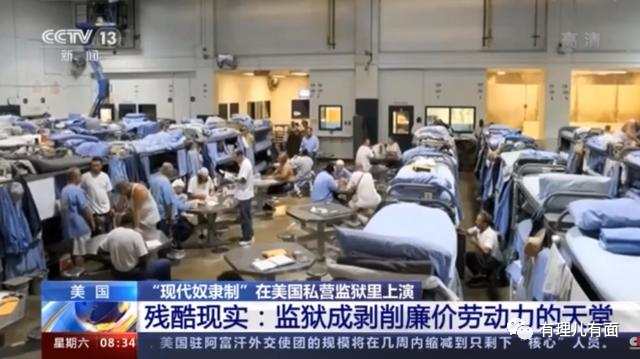 美 国
CCTV 13
新闻
高清
美 国
“现代奴隶制”在美国私营监狱里上演
残酷现实：监狱成剥削廉价劳动力的天堂
星期六 08:34
美国驻阿富汗外交使团的规模将在几周内缩减到只剩下“核心”人员。
有理儿有面